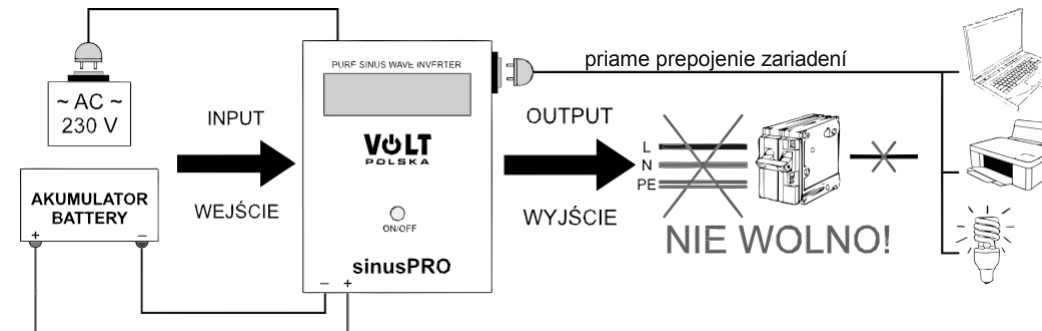 ~ AC ~
230 V
AKUMULATOR
BATTERY
+ –
INPUT
WEJŚCIE
PURE SINUS WAVE INVERTER
VOLT
POLSKA
ON/OFF
sinusPRO
– +
priame prepojenie zariadení
OUTPUT
WYJŚCIE
L
N
PE
NIE WOLNO!